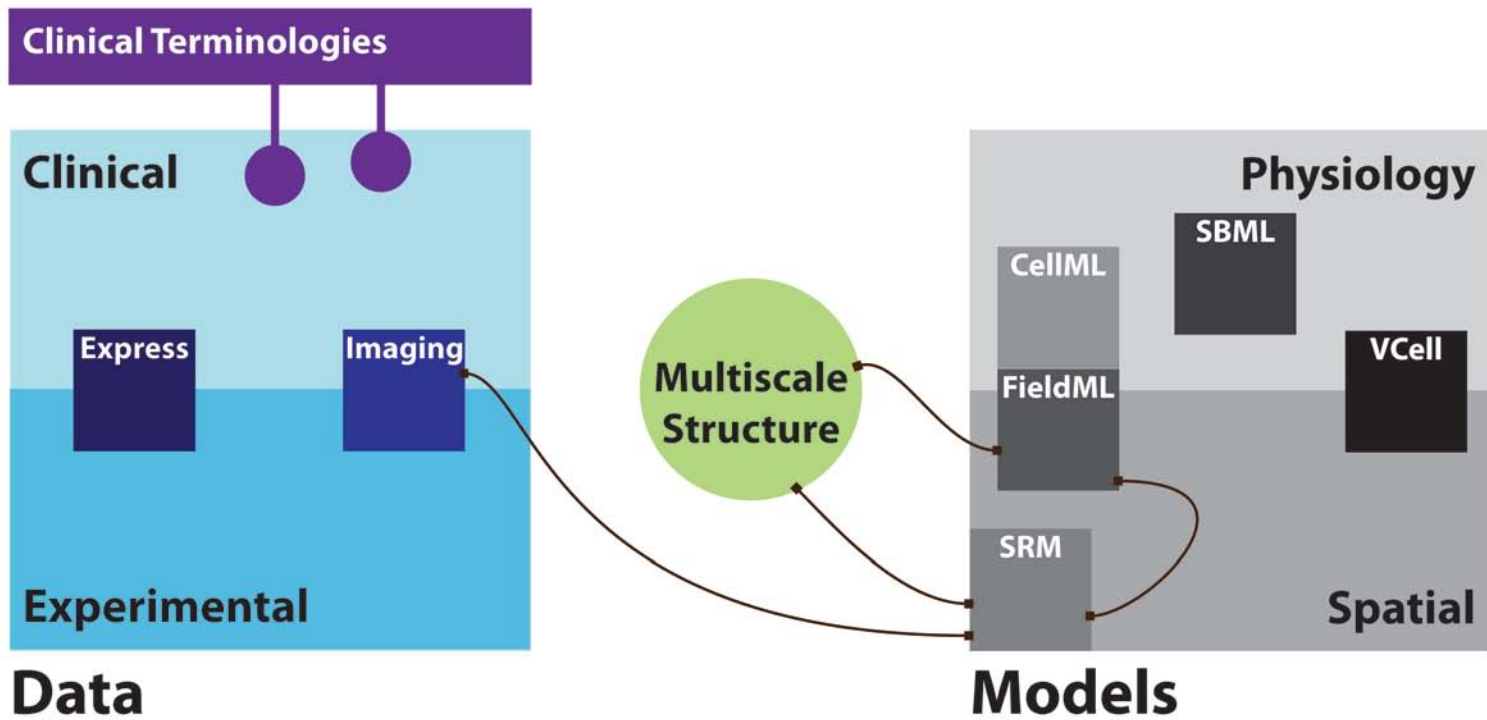 Clinical Terminologies
Clinical
Express
Imaging
Experimental
Data
Multiscale
Structure
Physiology
SBML
CellML
VCell
FieldML
SRM
Spatial
Models